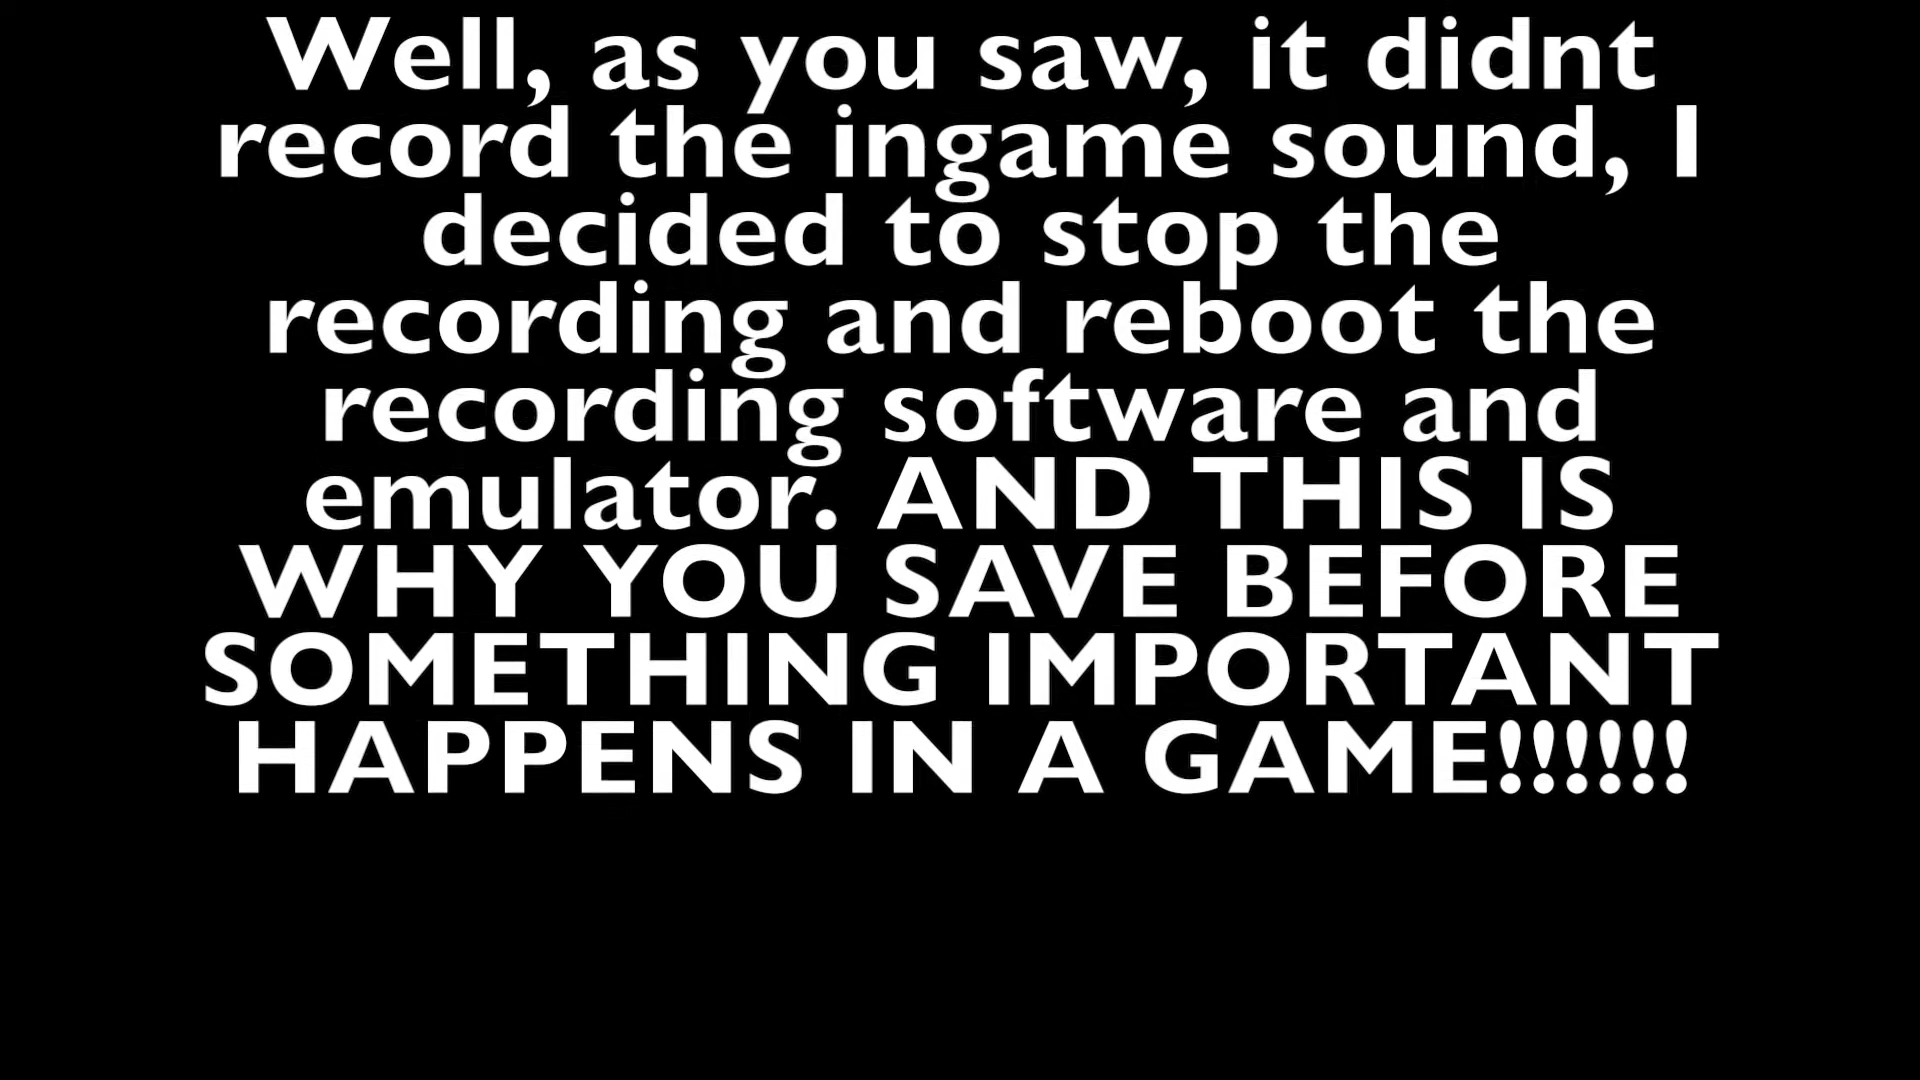 Well, as you saw, it didnt
record the ingame sound, I
decided to stop the
recording and reboot the
recording software and
emulator. AND THIS IS
WHY YOU SAVE BEFORE
SOMETHING IMPORTANT
HAPPENS IN A GAME!!!!!!